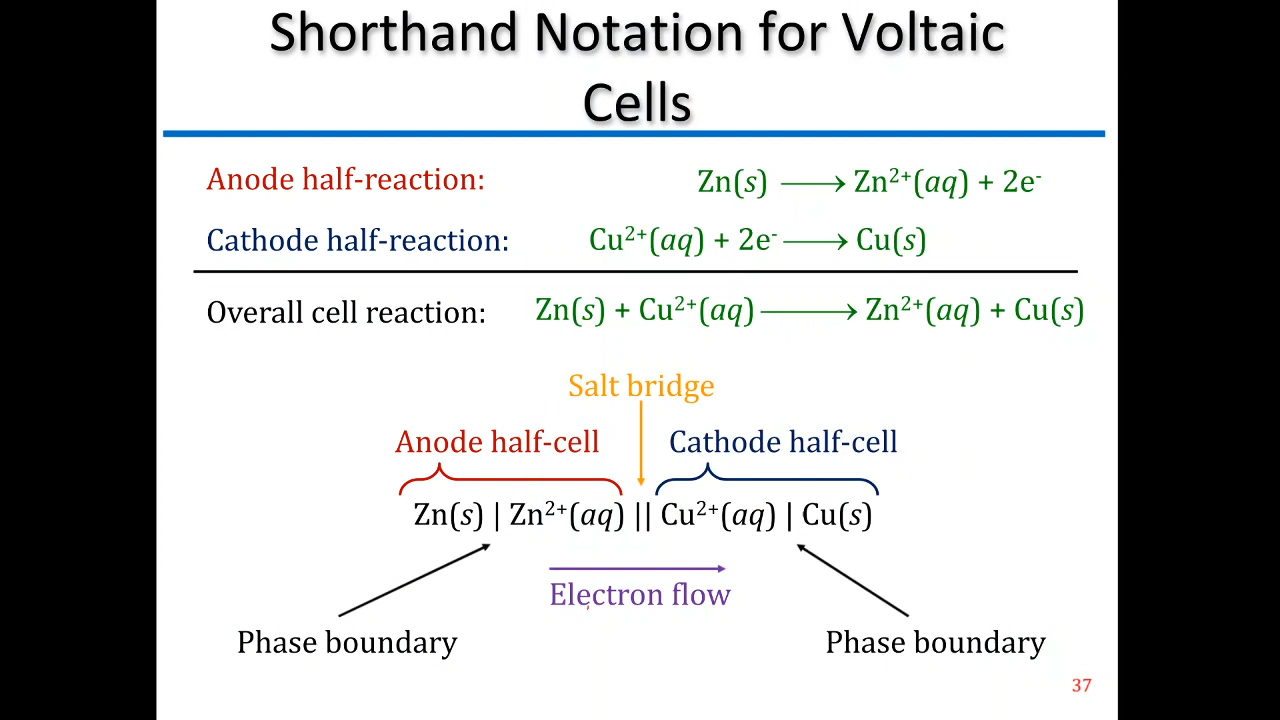 Shorthand Notation for Voltaic
Cells
Anode half-reaction: Zn(s) ⟶ Zn²⁺(aq) + 2e⁻
Cathode half-reaction: Cu²⁺(aq) + 2e⁻ ⟶ Cu(s)
Overall cell reaction: Zn(s) + Cu²⁺(aq) ⟶ Zn²⁺(aq) + Cu(s)
Salt bridge
Anode half-cell Cathode half-cell
Zn(s) | Zn²⁺(aq) || Cu²⁺(aq) | Cu(s)
Electron flow
Phase boundary Phase boundary
37